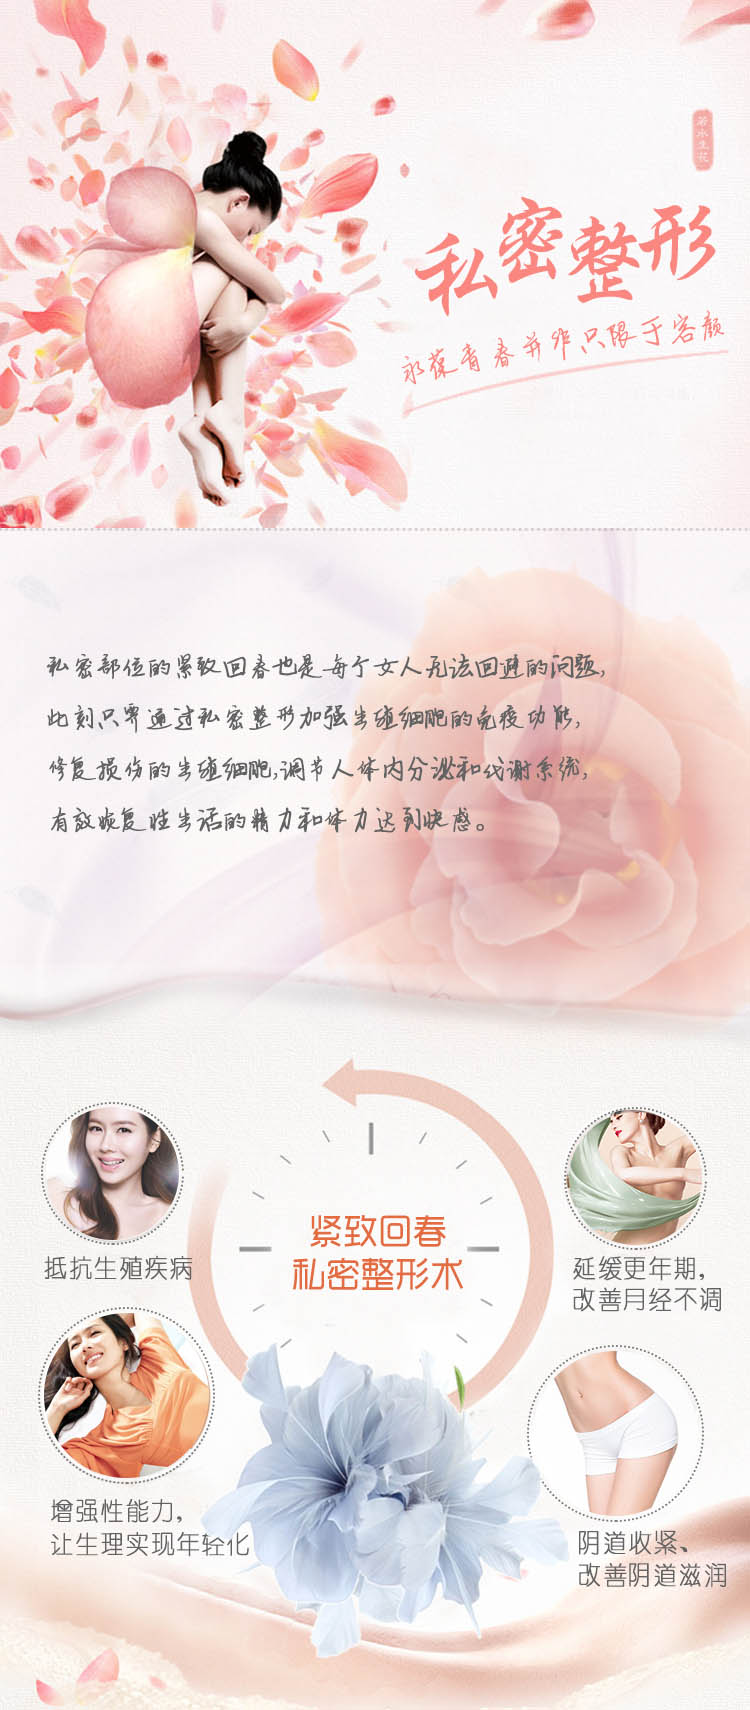 若水生花
私密整形
永葆青春并非只限于容颜
私密部位的紧致回春也是每个女人无法回避的问题,
此刻只需通过私密整形加强生殖细胞的免疫功能,
修复损伤的生殖细胞,调节人体内分泌和代谢系统,
有效恢复性生活的精力和体力达到快感。
紧致回春
私密整形术
抵抗生殖疾病
延缓更年期，
改善月经不调
增强性能力，
让生理实现年轻化
阴道收紧、
改善阴道滋润